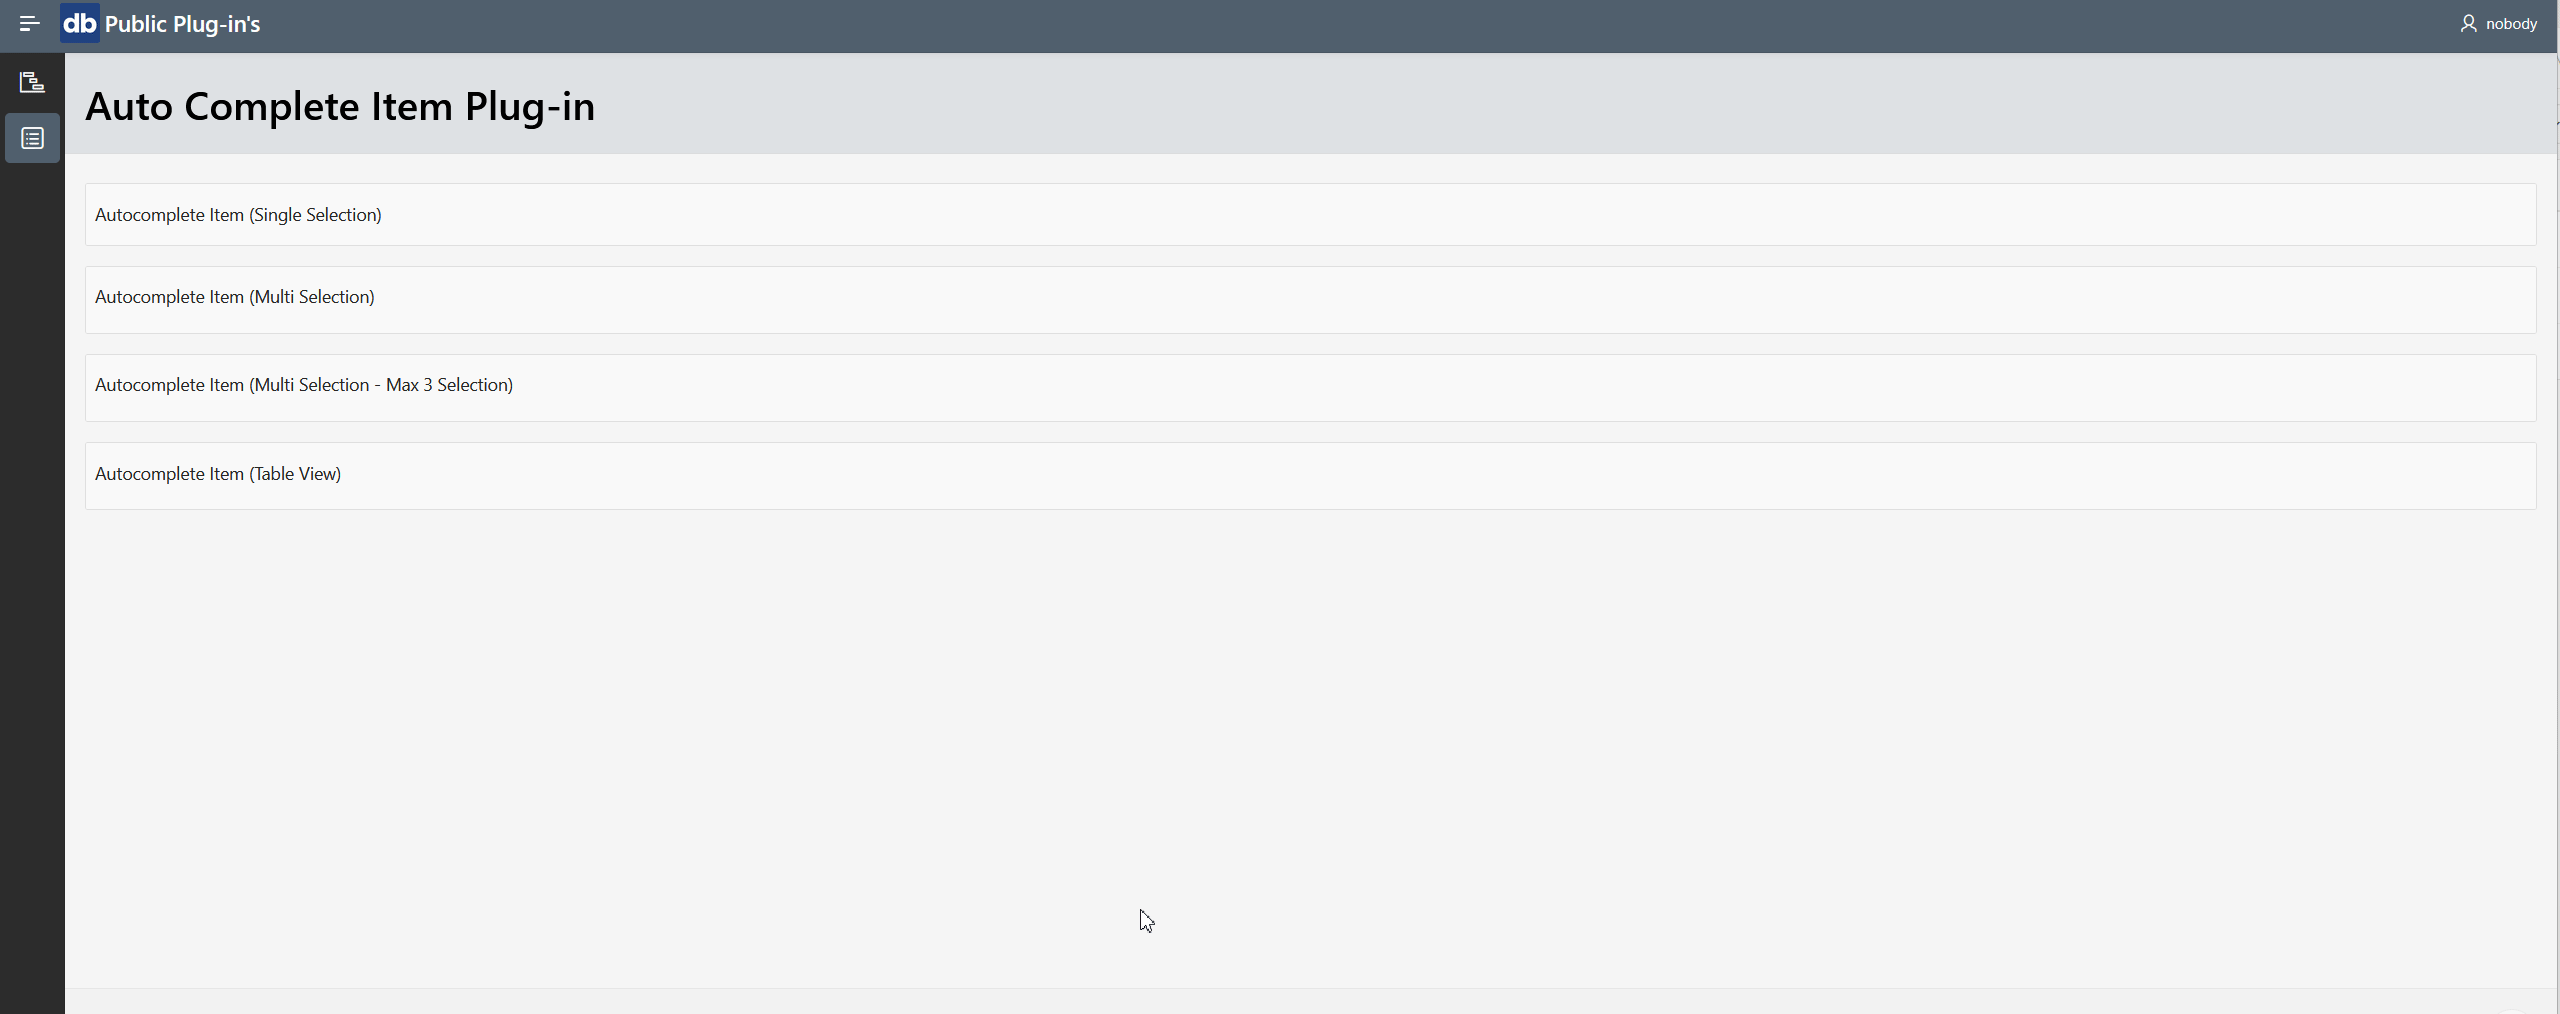 db Public Plug-in's
nobody
Auto Complete Item Plug-in
Autocomplete Item (Single Selection)
Autocomplete Item (Multi Selection)
Autocomplete Item (Multi Selection - Max 3 Selection)
Autocomplete Item (Table View)